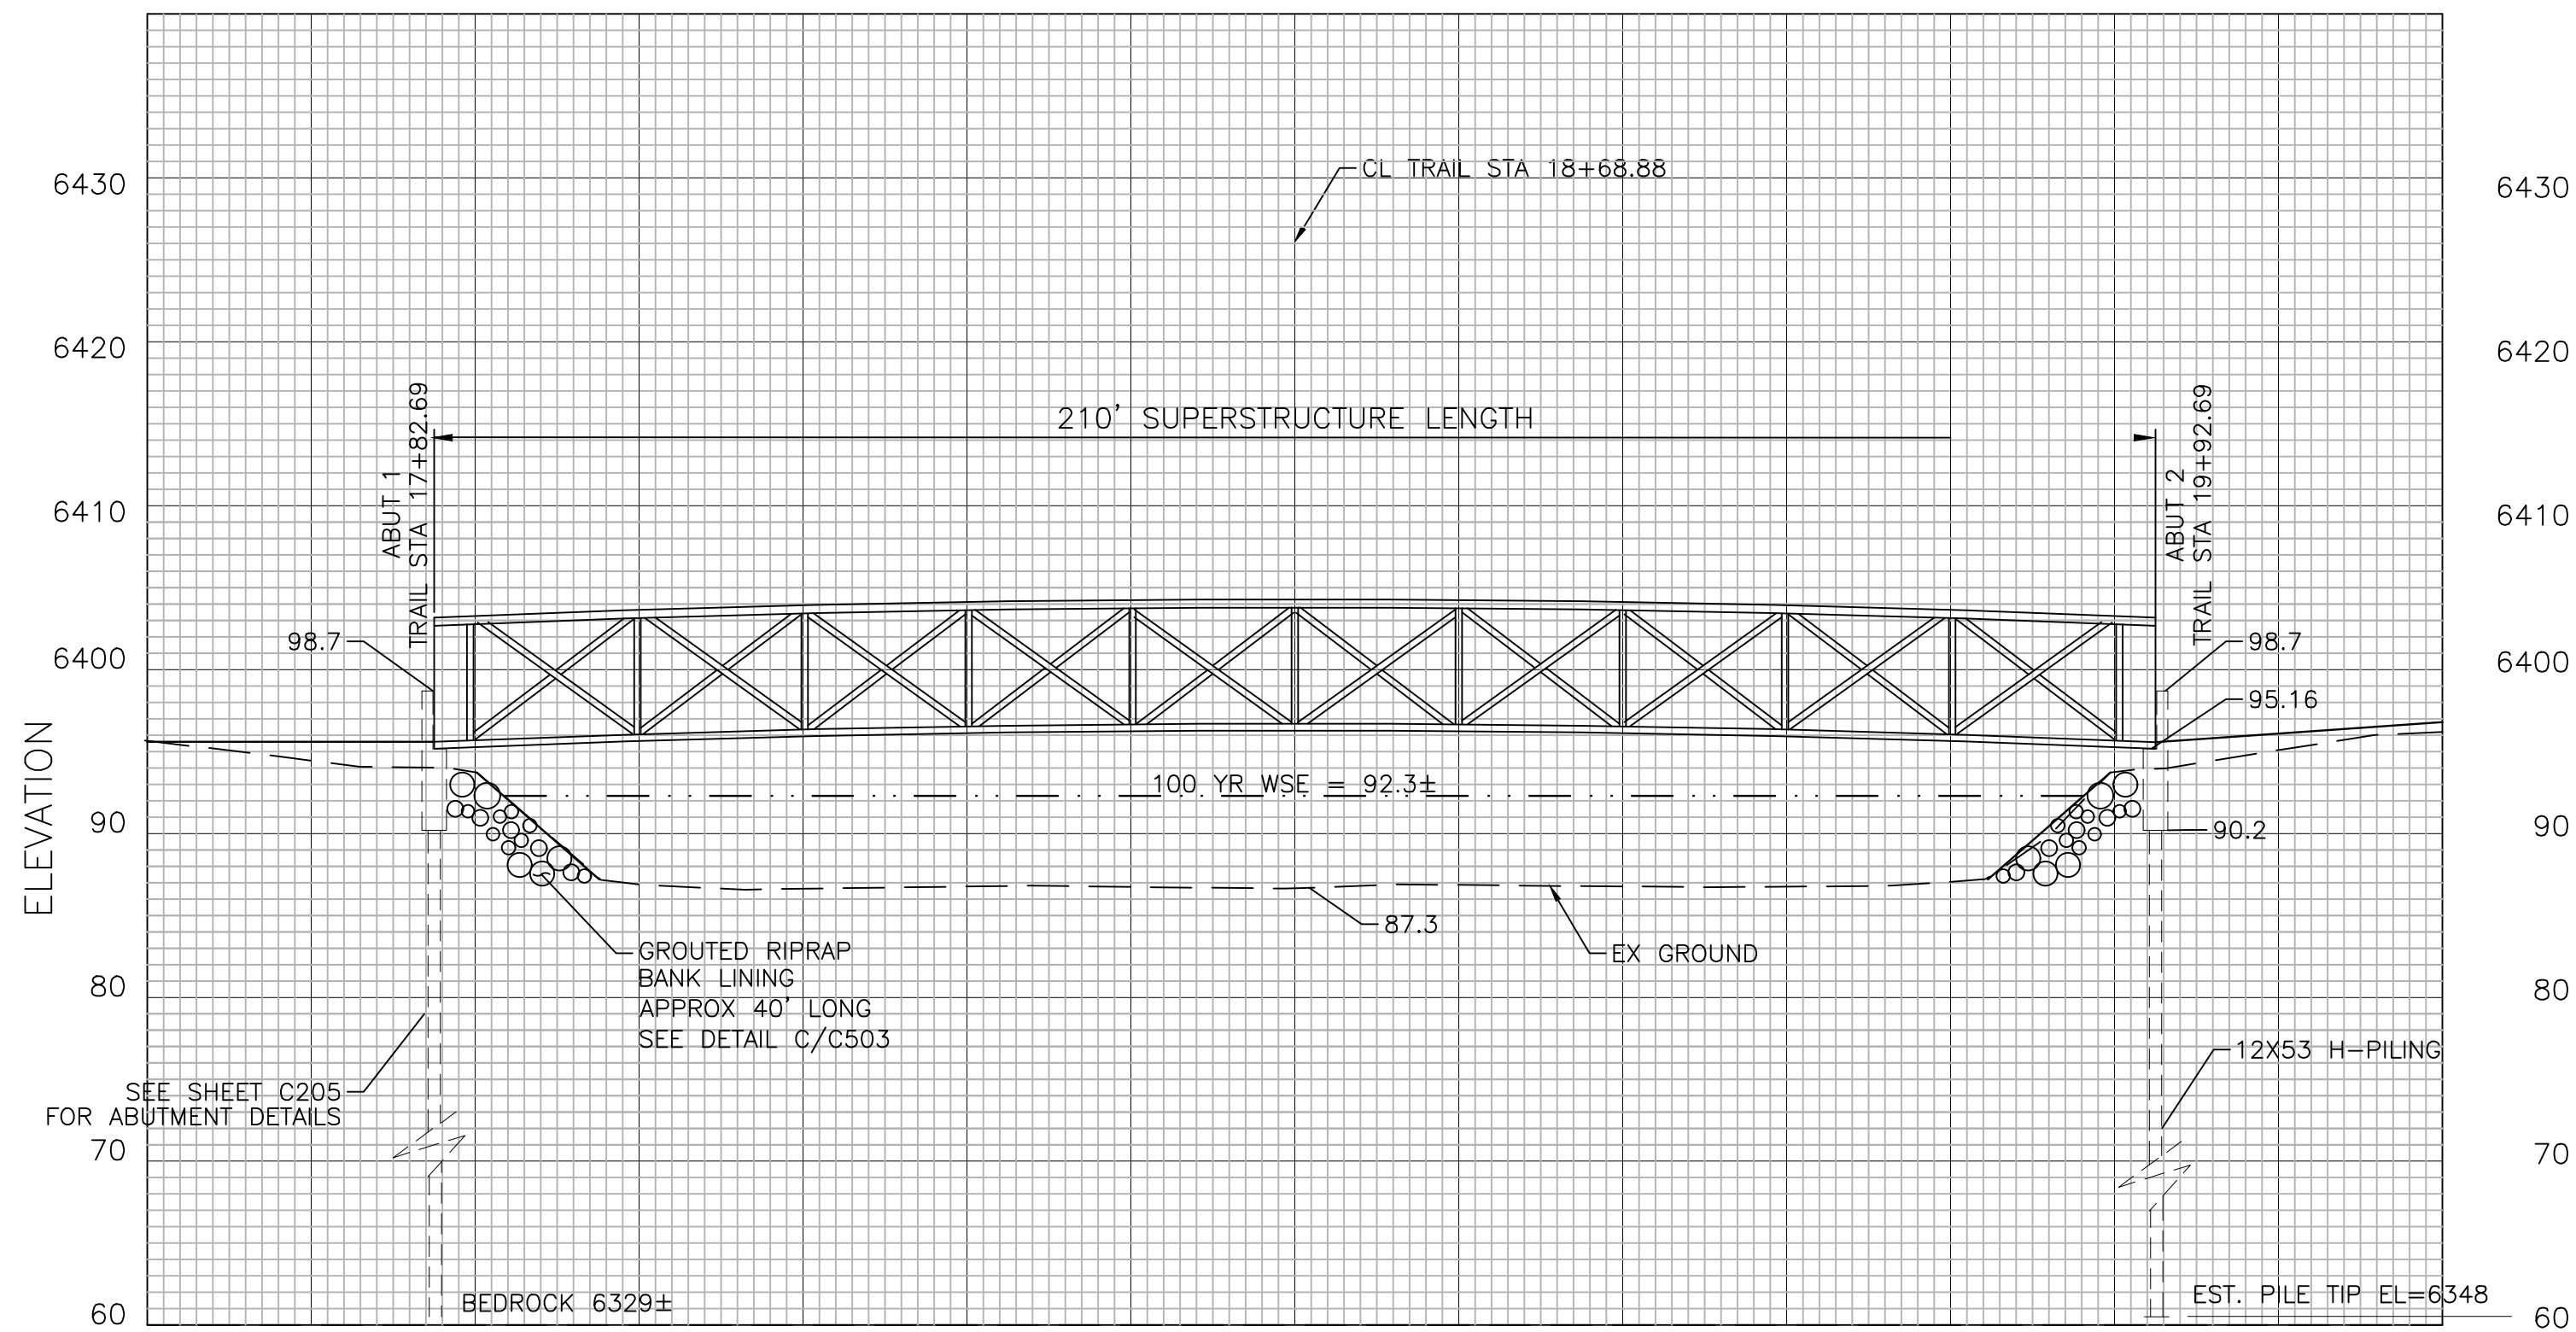 CL TRAIL STA 18+68.88
6430
6430
6420
6420
210' SUPERSTRUCTURE LENGTH
ABUT 1
TRAIL STA 17+82.69
ABUT 2
TRAIL STA 19+92.69
6410
6410
98.7
98.7
6400
6400
95.16
ELEVATION
100 YR WSE = 92.3±
90
90.2
90
87.3
GROUTED RIPRAP
BANK LINING
APPROX 40' LONG
SEE DETAIL C/C503
EX GROUND
80
80
12X53 H-PILING
SEE SHEET C205
FOR ABUTMENT DETAILS
70
70
BEDROCK 6329±
EST. PILE TIP EL=6348
60
60